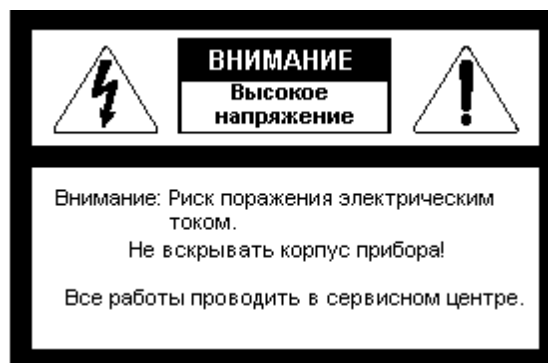 ВНИМАНИЕ
Высокое
напряжение
Внимание: Риск поражения электрическим
током.
Не вскрывать корпус прибора!
Все работы проводить в сервисном центре.